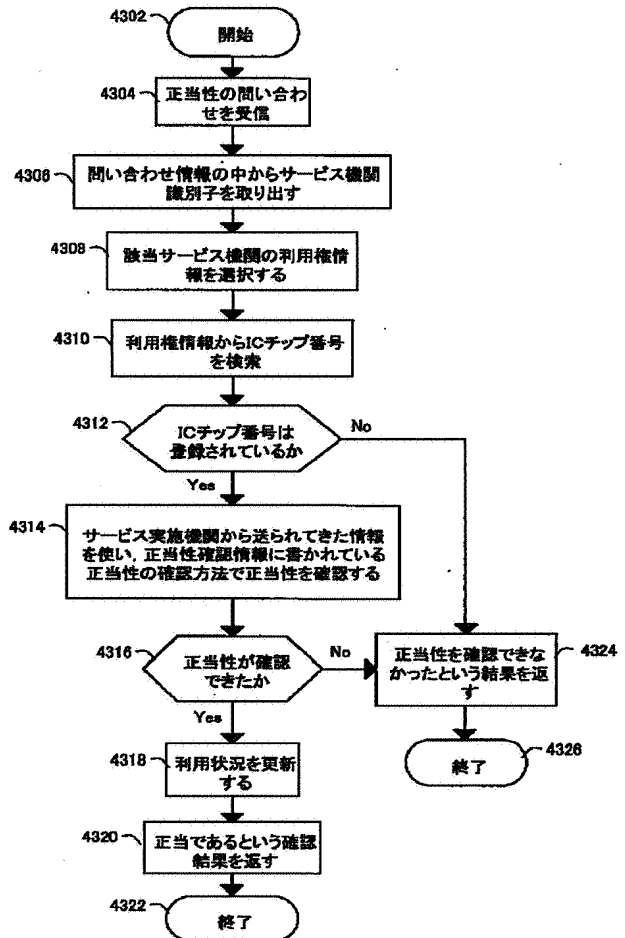 4302
開始
4304
正当性の問い合わ
せを受信
4306
問い合わせ情報の中からサービス機関
識別子を取り出す
4308
該当サービス機関の利用権情
報を選択する
4310
利用権情報からICチップ番号
を検索
4312
ICチップ番号は
登録されているか
No
Yes
4314
サービス実施機関から送られてきた情報
を使い，正当性確認情報に書かれている
正当性の確認方法で正当性を確認する
4316
正当性が確認
できたか
No
Yes
正当性を確認できな
かったという結果を返
す
4324
4318
利用状況を更新
する
終了
4326
4320
正当であるという確認
結果を返す
4322
終了